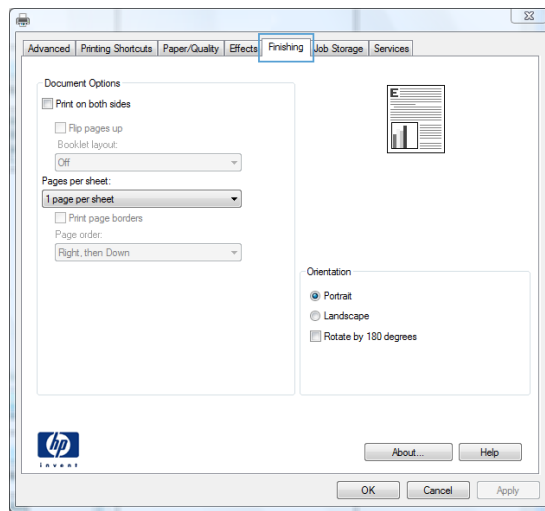 Advanced Printing Shortcuts Paper/Quality Effects Finishing Job Storage Services
Document Options
Print on both sides
Flip pages up
Booklet layout:
Off
Pages per sheet:
1 page per sheet
Print page borders
Page order:
Right, then Down
E
Orientation
Portrait
Landscape
Rotate by 180 degrees
hp
invent
About... Help
OK Cancel Apply